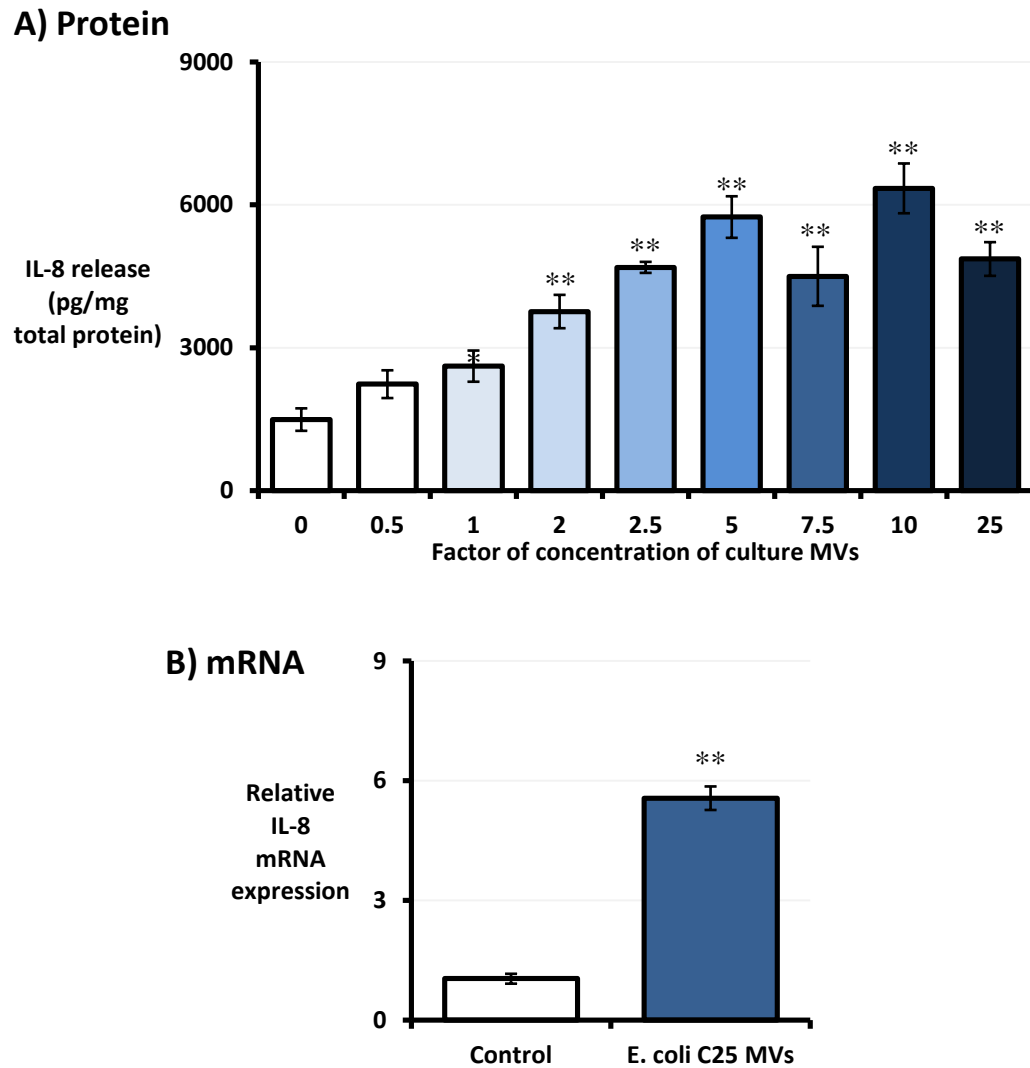 A) Protein
9000
6000
3000
0
IL-8 release
(pg/mg
total protein)
*
**
**
**
**
**
**
0
0.5
1
2
2.5
5
7.5
10
25
Factor of concentration of culture MVs
B) mRNA
9
6
3
0
Relative
IL-8
mRNA
expression
**
Control
E. coli C25 MVs